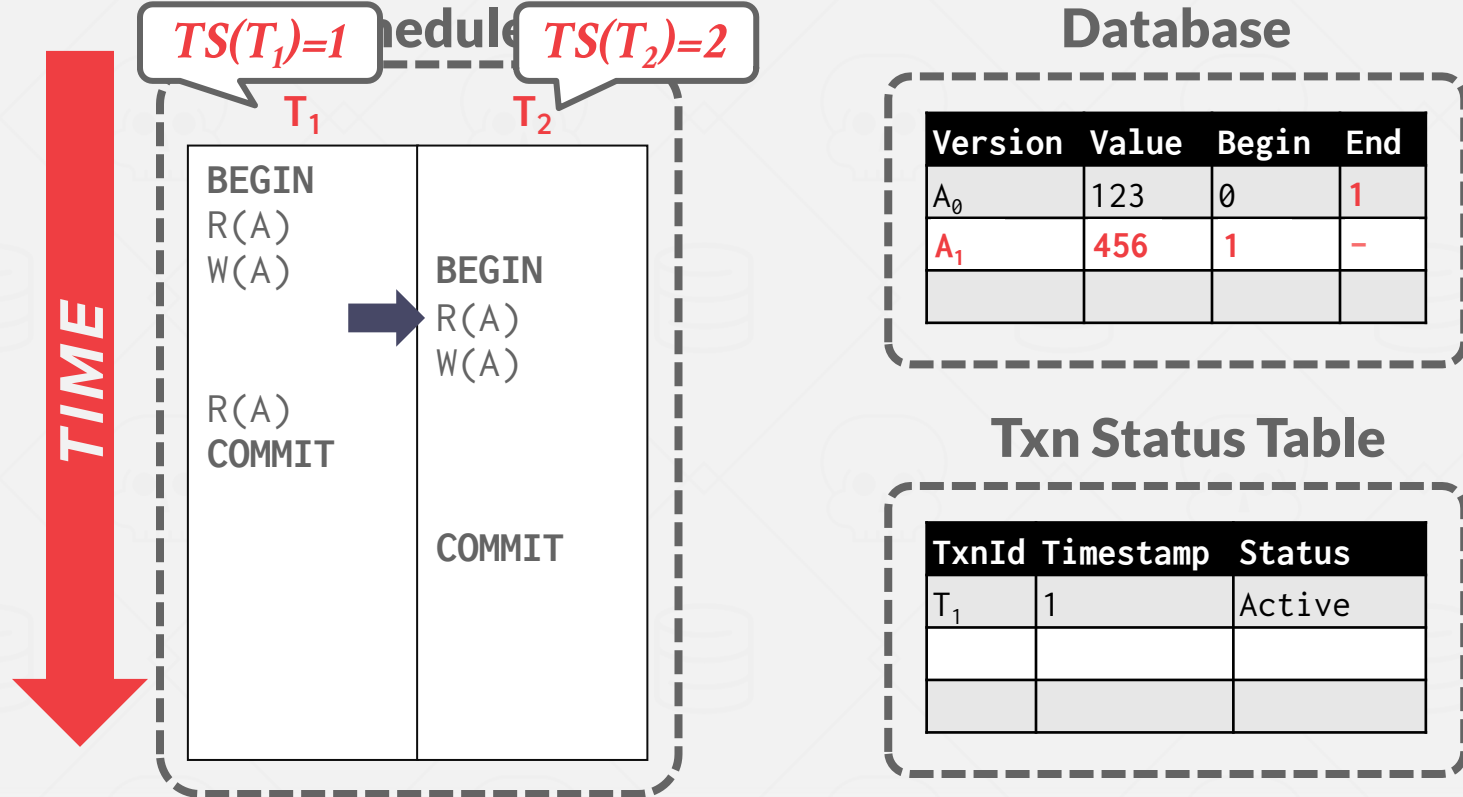 TS(T₁)=1
TS(T₂)=2
T₁
T₂
BEGIN
R(A)
W(A)
R(A)
COMMIT
BEGIN
R(A)
W(A)
COMMIT
TIME
Database
Version Value Begin End
A₀ 123 0 1
A₁ 456 1 –
Txn Status Table
TxnId Timestamp Status
T₁ 1 Active